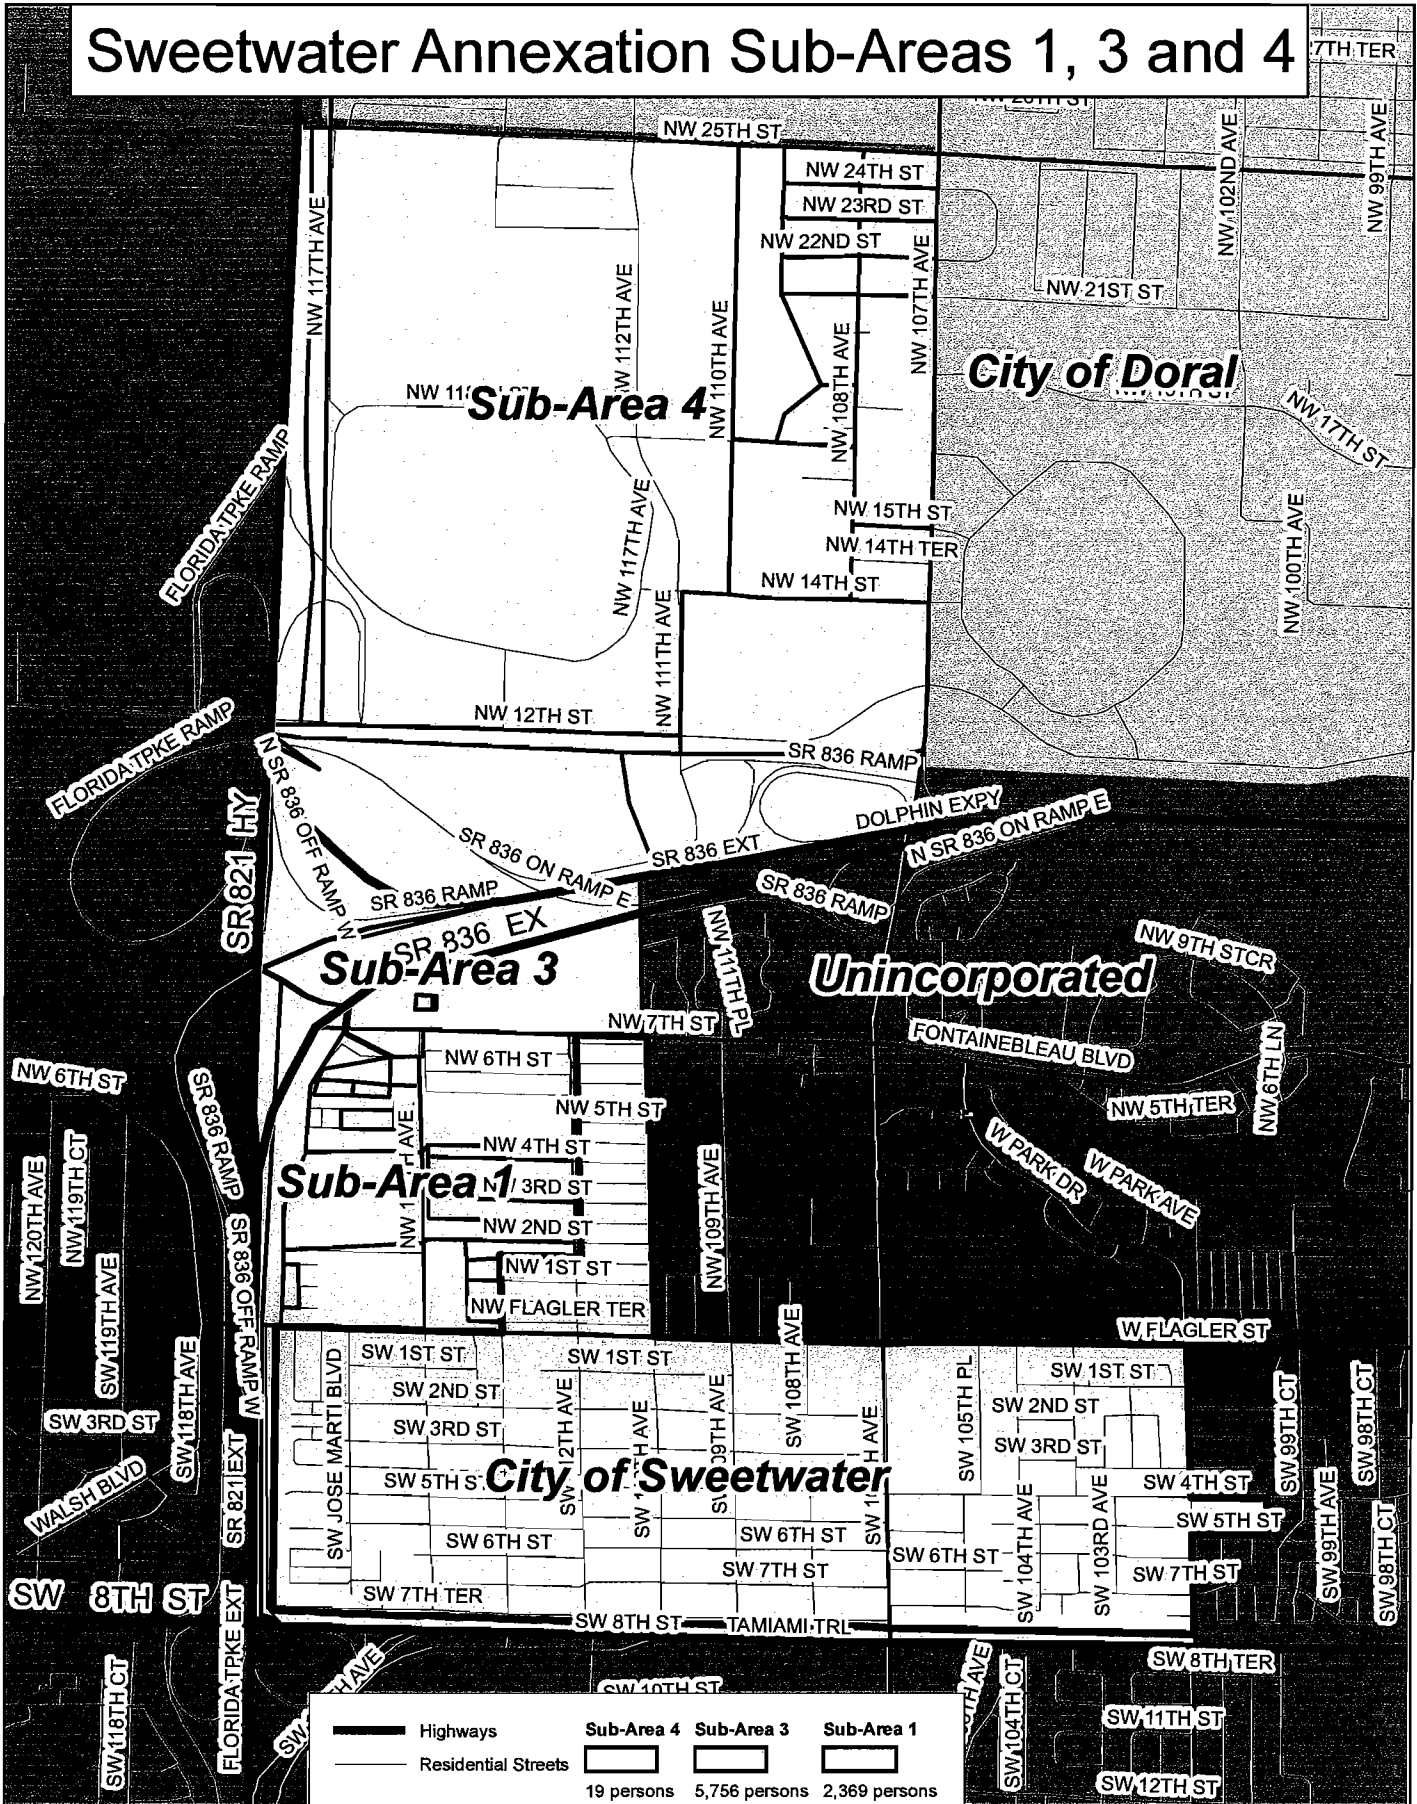 Sweetwater Annexation Sub-Areas 1, 3 and 4
NW 25TH ST
NW 24TH ST
NW 23RD ST
NW 22ND ST
NW 21ST ST
NW 102ND AVE
NW 99TH AVE
NW 117TH AVE
NW 112TH AVE
NW 110TH AVE
NW 108TH AVE
NW 107TH AVE
City of Doral
Sub-Area 4
NW 17TH ST
NW 100TH AVE
FLORIDA TPKE RAMP
NW 117TH AVE
NW 15TH ST
NW 14TH TER
NW 14TH ST
NW 111TH AVE
NW 12TH ST
FLORIDA TPKE RAMP
SR 836 RAMP
N SR 836 OFF RAMP W
SR 821 HY
DOLPHIN EXPY
N SR 836 ON RAMP E
SR 836 EXT
SR 836 ON RAMP E
SR 836 RAMP
SR 836 RAMP
SR 836 EX
Sub-Area 3
Unincorporated
NW 111TH PL
NW 9TH STCR
NW 7TH ST
FONTAINEBLEAU BLVD
NW 6TH LN
NW 6TH ST
NW 6TH ST
NW 5TH ST
NW 5TH TER
SR 836 RAMP
NW 4TH ST
NW 3RD ST
NW 2ND ST
NW 1ST ST
NW FLAGLER TER
Sub-Area 1
NW 109TH AVE
W PARK DR
W PARK AVE
NW 120TH AVE
NW 119TH CT
SW 119TH AVE
SW 118TH AVE
SR 836 OFF RAMP W
W FLAGLER ST
SW 1ST ST
SW 1ST ST
SW 1ST ST
SW 2ND ST
SW 2ND ST
SW 3RD ST
SW 3RD ST
SW 3RD ST
SW JOSE MARTI BLVD
SW 108TH AVE
SW 105TH PL
SW 99TH CT
SW 98TH CT
City of Sweetwater
SW 4TH ST
SW 5TH ST
WALSH BLVD
SR 821 EXT
SW 6TH ST
SW 6TH ST
SW 6TH ST
SW 7TH ST
SW 7TH ST
SW 7TH TER
SW 104TH AVE
SW 103RD AVE
SW 99TH AVE
SW 98TH CT
SW 8TH ST
SW 8TH ST
TAMIAMI TRL
FLORIDA TPKE EXT
SW 8TH TER
SW 10TH ST
SW 118TH CT
SW 104TH CT
SW 11TH ST
SW 12TH ST
Highways
Residential Streets
Sub-Area 4 Sub-Area 3 Sub-Area 1
19 persons 5,756 persons 2,369 persons